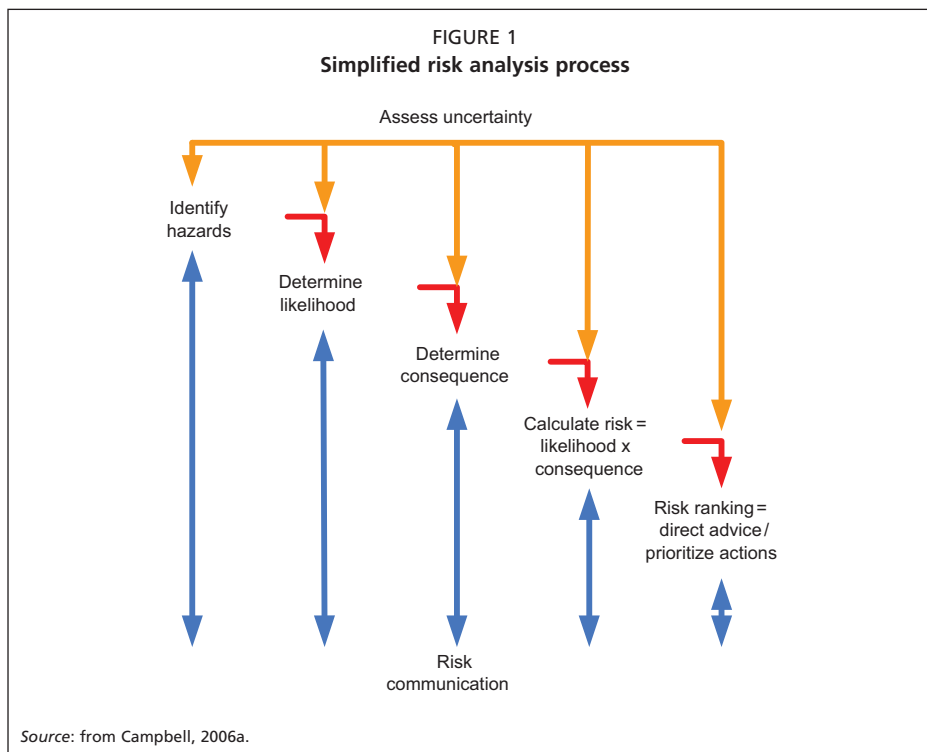 FIGURE 1
Simplified risk analysis process
Assess uncertainty
Identify
hazards
Determine
likelihood
Determine
consequence
Calculate risk =
likelihood x
consequence
Risk ranking =
direct advice /
prioritize actions
Risk
communication
Source: from Campbell, 2006a.